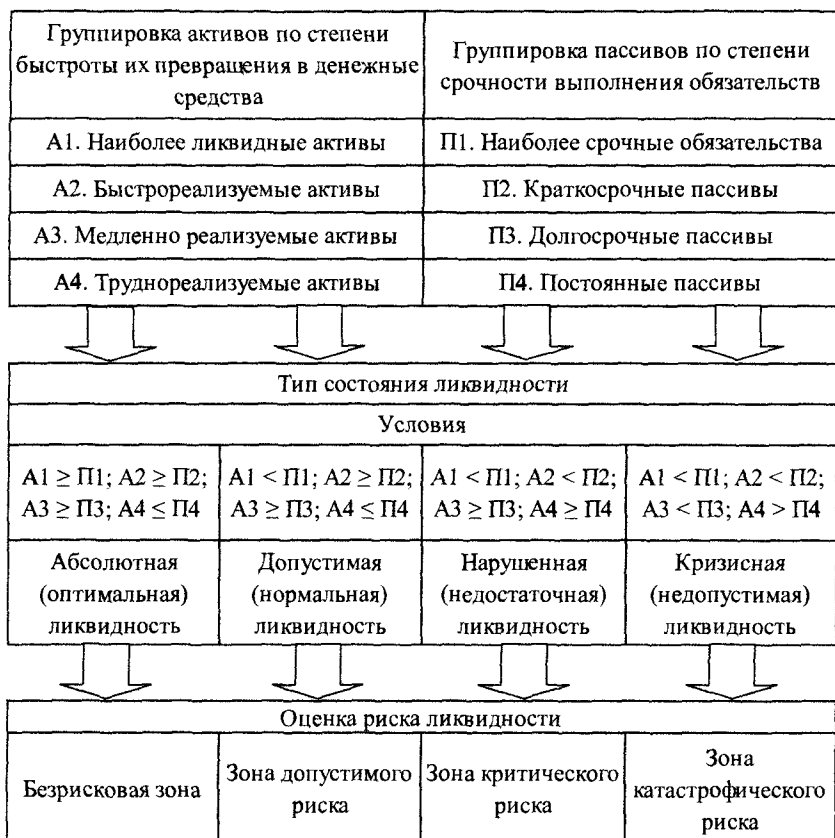 Группировка активов по степени
быстроты их превращения в денежные
средства
Группировка пассивов по степени
срочности выполнения обязательств
А1. Наиболее ликвидные активы
П1. Наиболее срочные обязательства
А2. Быстрореализуемые активы
П2. Краткосрочные пассивы
А3. Медленно реализуемые активы
П3. Долгосрочные пассивы
А4. Труднореализуемые активы
П4. Постоянные пассивы
Тип состояния ликвидности
Условия
А1 ≥ П1; А2 ≥ П2;
А3 ≥ П3; А4 ≤ П4
А1 < П1; А2 ≥ П2;
А3 ≥ П3; А4 ≤ П4
А1 < П1; А2 < П2;
А3 ≥ П3; А4 ≥ П4
А1 < П1; А2 < П2;
А3 < П3; А4 > П4
Абсолютная
(оптимальная)
ликвидность
Допустимая
(нормальная)
ликвидность
Нарушенная
(недостаточная)
ликвидность
Кризисная
(недопустимая)
ликвидность
Оценка риска ликвидности
Безрисковая зона
Зона допустимого
риска
Зона критического
риска
Зона
катастрофического
риска